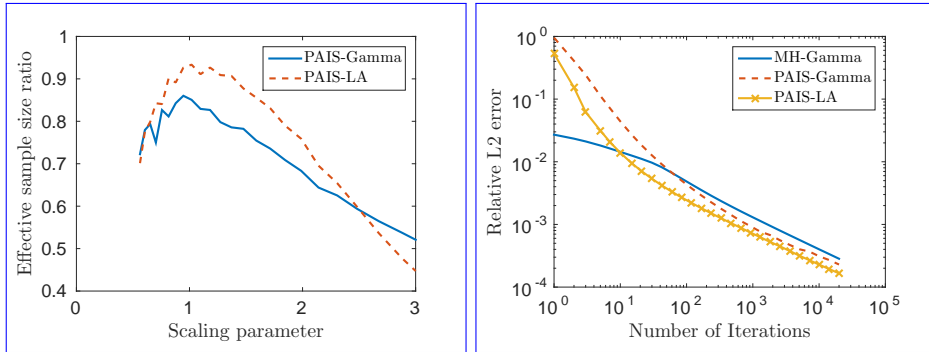 Effective sample size ratio
1
0.9
0.8
0.7
0.6
0.5
0.4
0
1
2
3
Scaling parameter
PAIS-Gamma
PAIS-LA
Relative L2 error
10^0
10^-1
10^-2
10^-3
10^-4
10^0
10^1
10^2
10^3
10^4
10^5
Number of Iterations
MH-Gamma
PAIS-Gamma
PAIS-LA